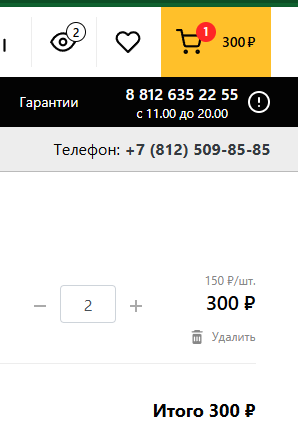 2
1
300 ₽
Гарантии
8 812 635 22 55
с 11.00 до 20.00
Телефон: +7 (812) 509-85-85
150 ₽/шт.
− 2 +
300 ₽
Удалить
Итого 300 ₽